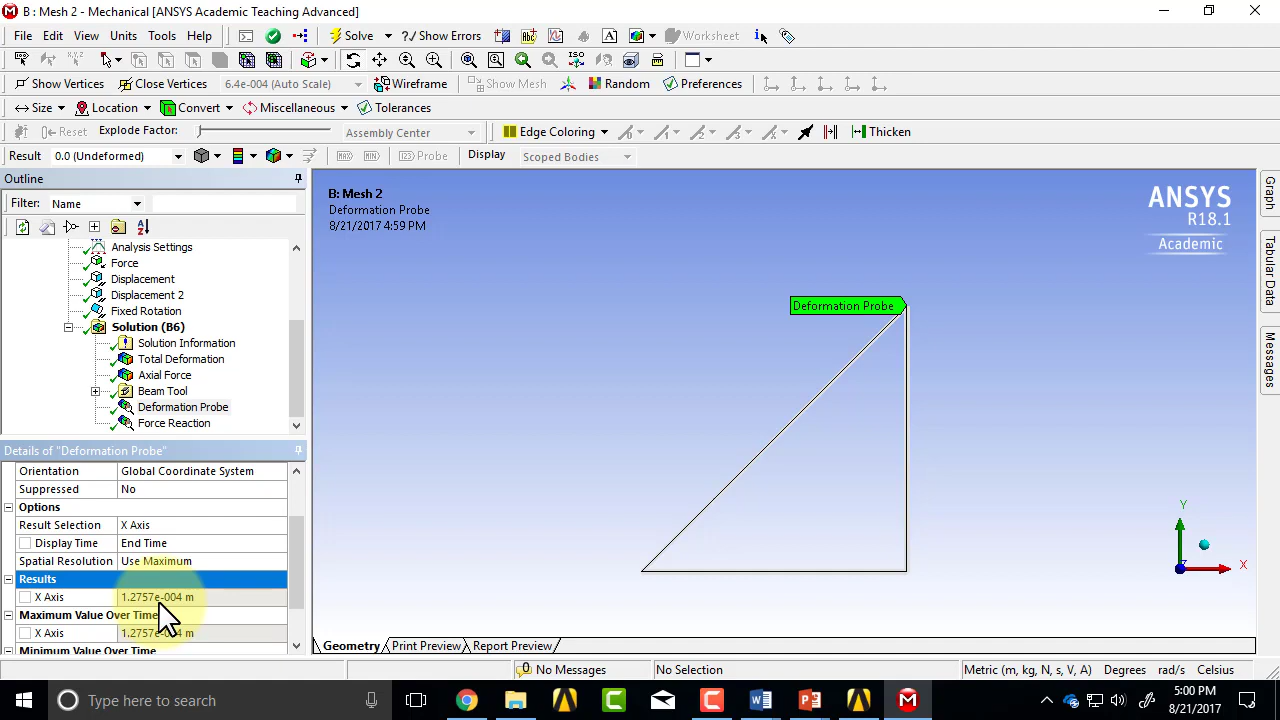 B : Mesh 2 - Mechanical [ANSYS Academic Teaching Advanced]
File Edit View Units Tools Help Solve Show Errors Worksheet
Show Vertices Close Vertices 6.4e-004 (Auto Scale) Wireframe Show Mesh Random Preferences
Size Location Convert Miscellaneous Tolerances
Reset Explode Factor: Assembly Center Edge Coloring Thicken
Result 0.0 (Undeformed) MAX MIN Probe Display Scoped Bodies
Outline
Filter: Name
Analysis Settings
Force
Displacement
Displacement 2
Fixed Rotation
Solution (B6)
Solution Information
Total Deformation
Axial Force
Beam Tool
Deformation Probe
Force Reaction
Details of "Deformation Probe"
Orientation Global Coordinate System
Suppressed No
Options
Result Selection X Axis
Display Time End Time
Spatial Resolution Use Maximum
Results
X Axis 1.2757e-004 m
Maximum Value Over Time
X Axis 1.2757e-004 m
Minimum Value Over Time
B: Mesh 2
Deformation Probe
8/21/2017 4:59 PM
ANSYS
R18.1
Academic
Deformation Probe
Y
X
Graph
Tabular Data
Messages
Geometry Print Preview Report Preview
No Messages No Selection Metric (m, kg, N, s, V, A) Degrees rad/s Celsius
Type here to search
5:00 PM
8/21/2017